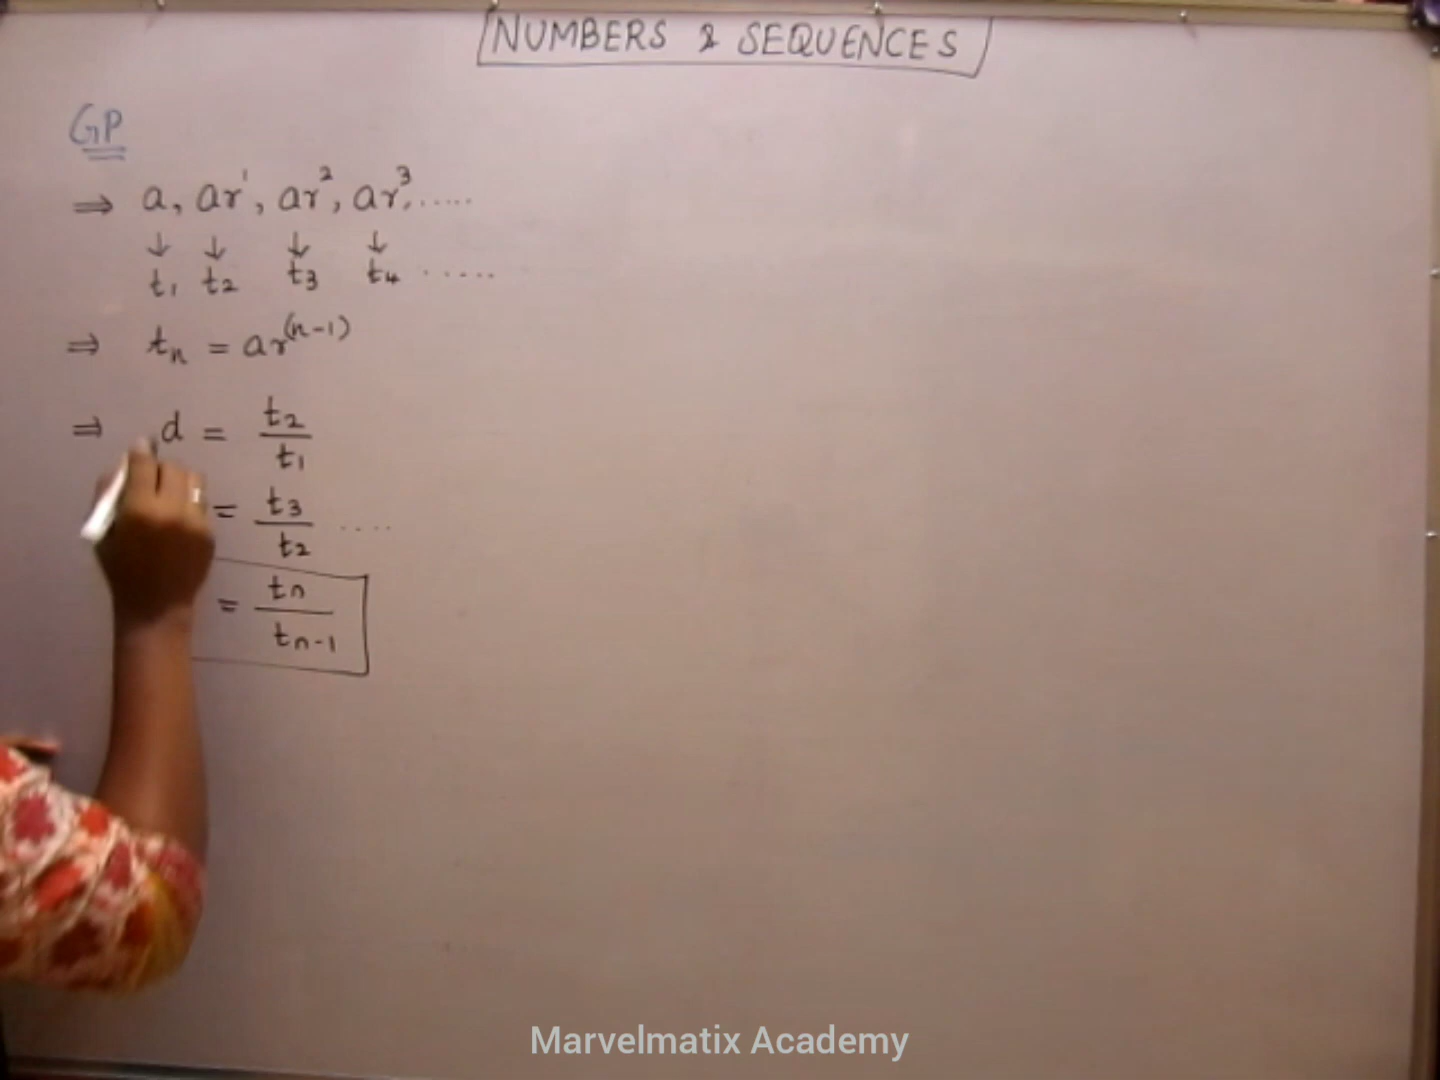 NUMBERS & SEQUENCES
GP
⇒ a, ar¹, ar², ar³, .....
↓ ↓ ↓ ↓
t₁ t₂ t₃ t₄ .....
⇒ tₙ = ar⁽ⁿ⁻¹⁾
⇒ d = t₂/t₁
= t₃/t₂ ....
= tₙ/tₙ₋₁
Marvelmatix Academy